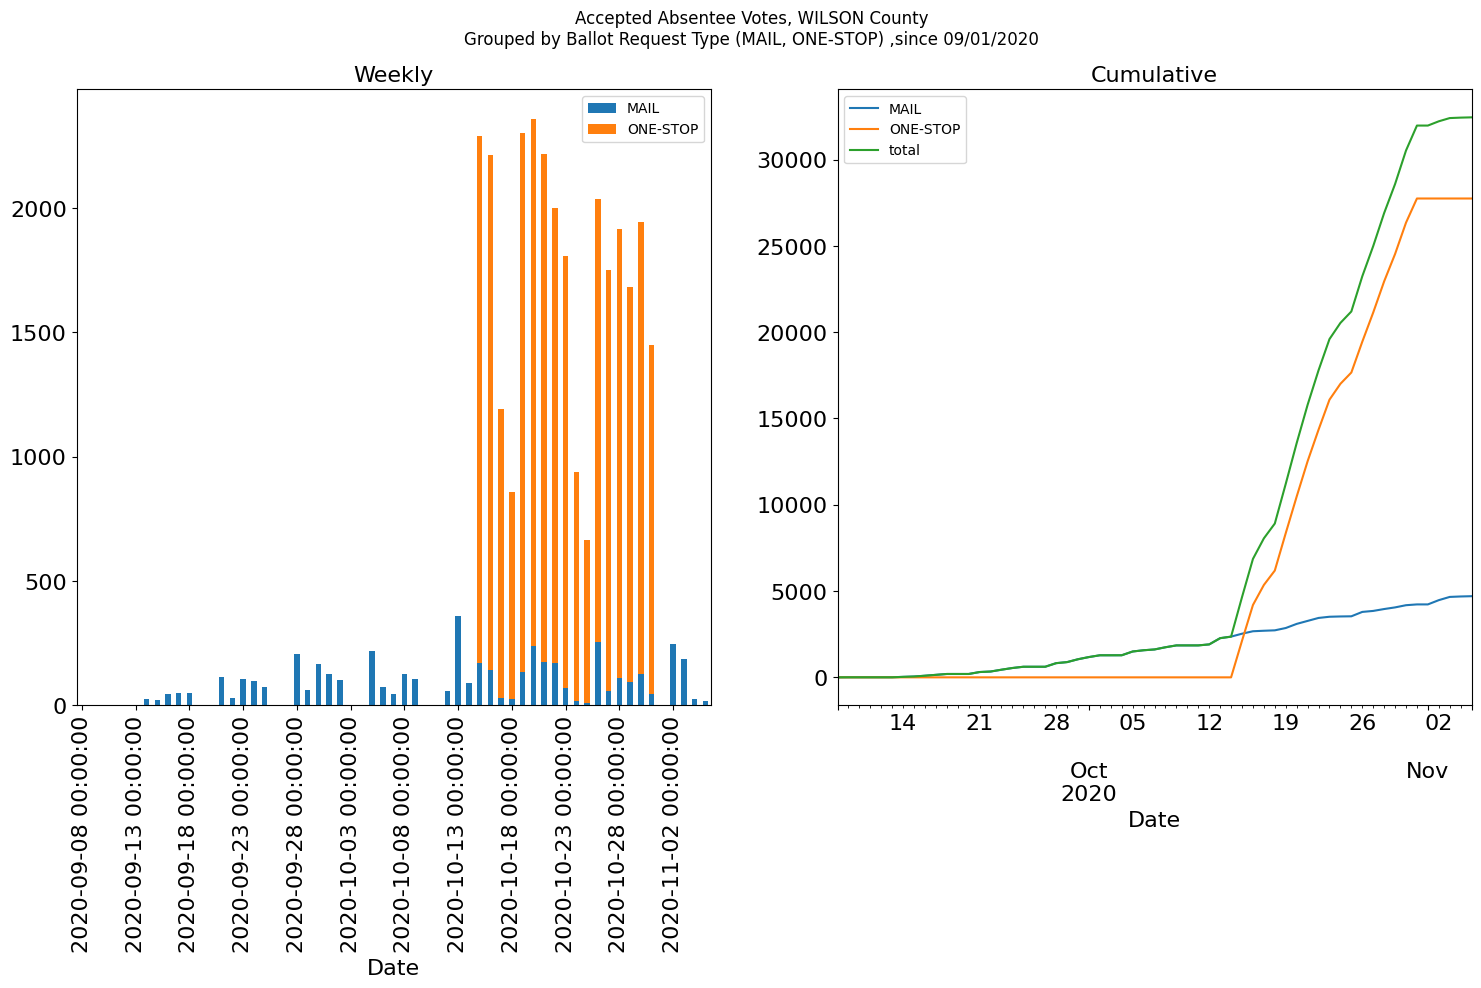 Accepted Absentee Votes, WILSON County
Grouped by Ballot Request Type (MAIL, ONE-STOP) ,since 09/01/2020
Weekly
MAIL
ONE-STOP
2000
1500
1000
500
0
2020-09-08 00:00:00
2020-09-13 00:00:00
2020-09-18 00:00:00
2020-09-23 00:00:00
2020-09-28 00:00:00
2020-10-03 00:00:00
2020-10-08 00:00:00
2020-10-13 00:00:00
2020-10-18 00:00:00
2020-10-23 00:00:00
2020-10-28 00:00:00
2020-11-02 00:00:00
Date
Cumulative
MAIL
ONE-STOP
total
30000
25000
20000
15000
10000
5000
0
14 21 28 05 12 19 26 02
Oct Nov
2020
Date